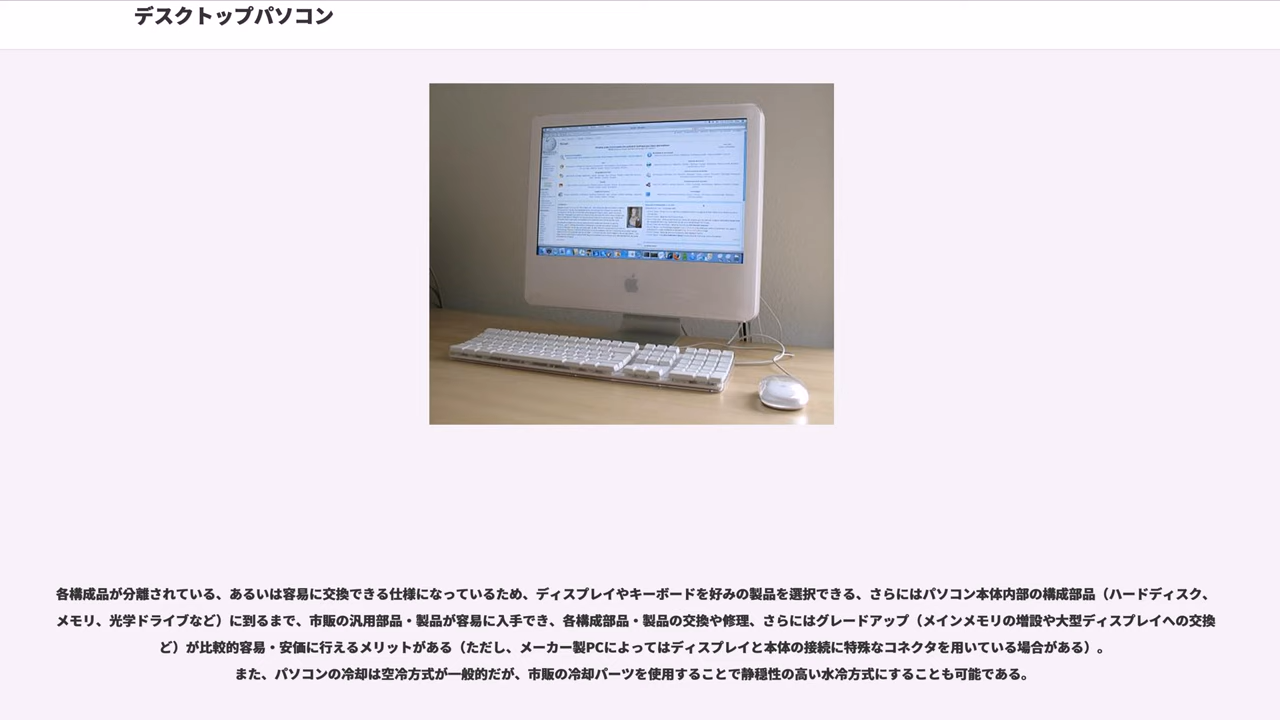 デスクトップパソコン
各構成品が分離されている、あるいは容易に交換できる仕様になっているため、ディスプレイやキーボードを好みの製品を選択できる、さらにはパソコン本体内部の構成部品（ハードディスク、
メモリ、光学ドライブなど）に到るまで、市販の汎用部品・製品が容易に入手でき、各構成部品・製品の交換や修理、さらにはグレードアップ（メインメモリの増設や大型ディスプレイへの交換
ど）が比較的容易・安価に行えるメリットがある（ただし、メーカー製PCによってはディスプレイと本体の接続に特殊なコネクタを用いている場合がある）。
また、パソコンの冷却は空冷方式が一般的だが、市販の冷却パーツを使用することで静穏性の高い水冷方式にすることも可能である。